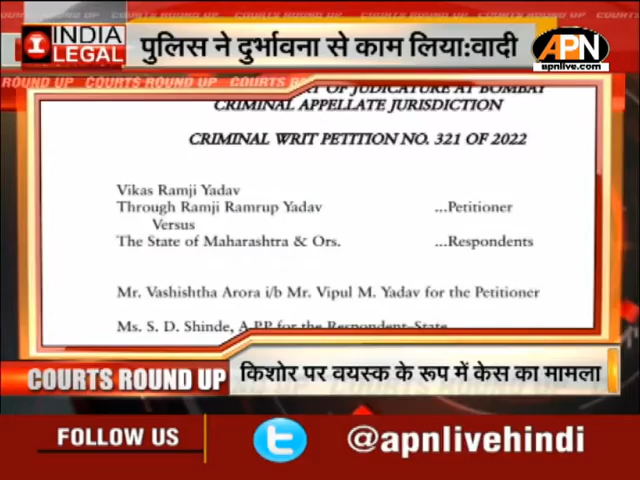 INDIA
LEGAL
पुलिस ने दुर्भावना से काम लिया:वादी
APN
apnlive.com
COURTS ROUND UP
OF JUDICATURE AT BOMBAY
CRIMINAL APPELLATE JURISDICTION
CRIMINAL WRIT PETITION NO. 321 OF 2022
Vikas Ramji Yadav
Through Ramji Ramrup Yadav ...Petitioner
Versus
The State of Maharashtra & Ors. ...Respondents
Mr. Vashishtha Arora i/b Mr. Vipul M. Yadav for the Petitioner
Ms. S. D. Shinde, A.P.P. for the Respondent-State
COURTS ROUND UP
किशोर पर वयस्क के रूप में केस का मामला
FOLLOW US
@apnlivehindi